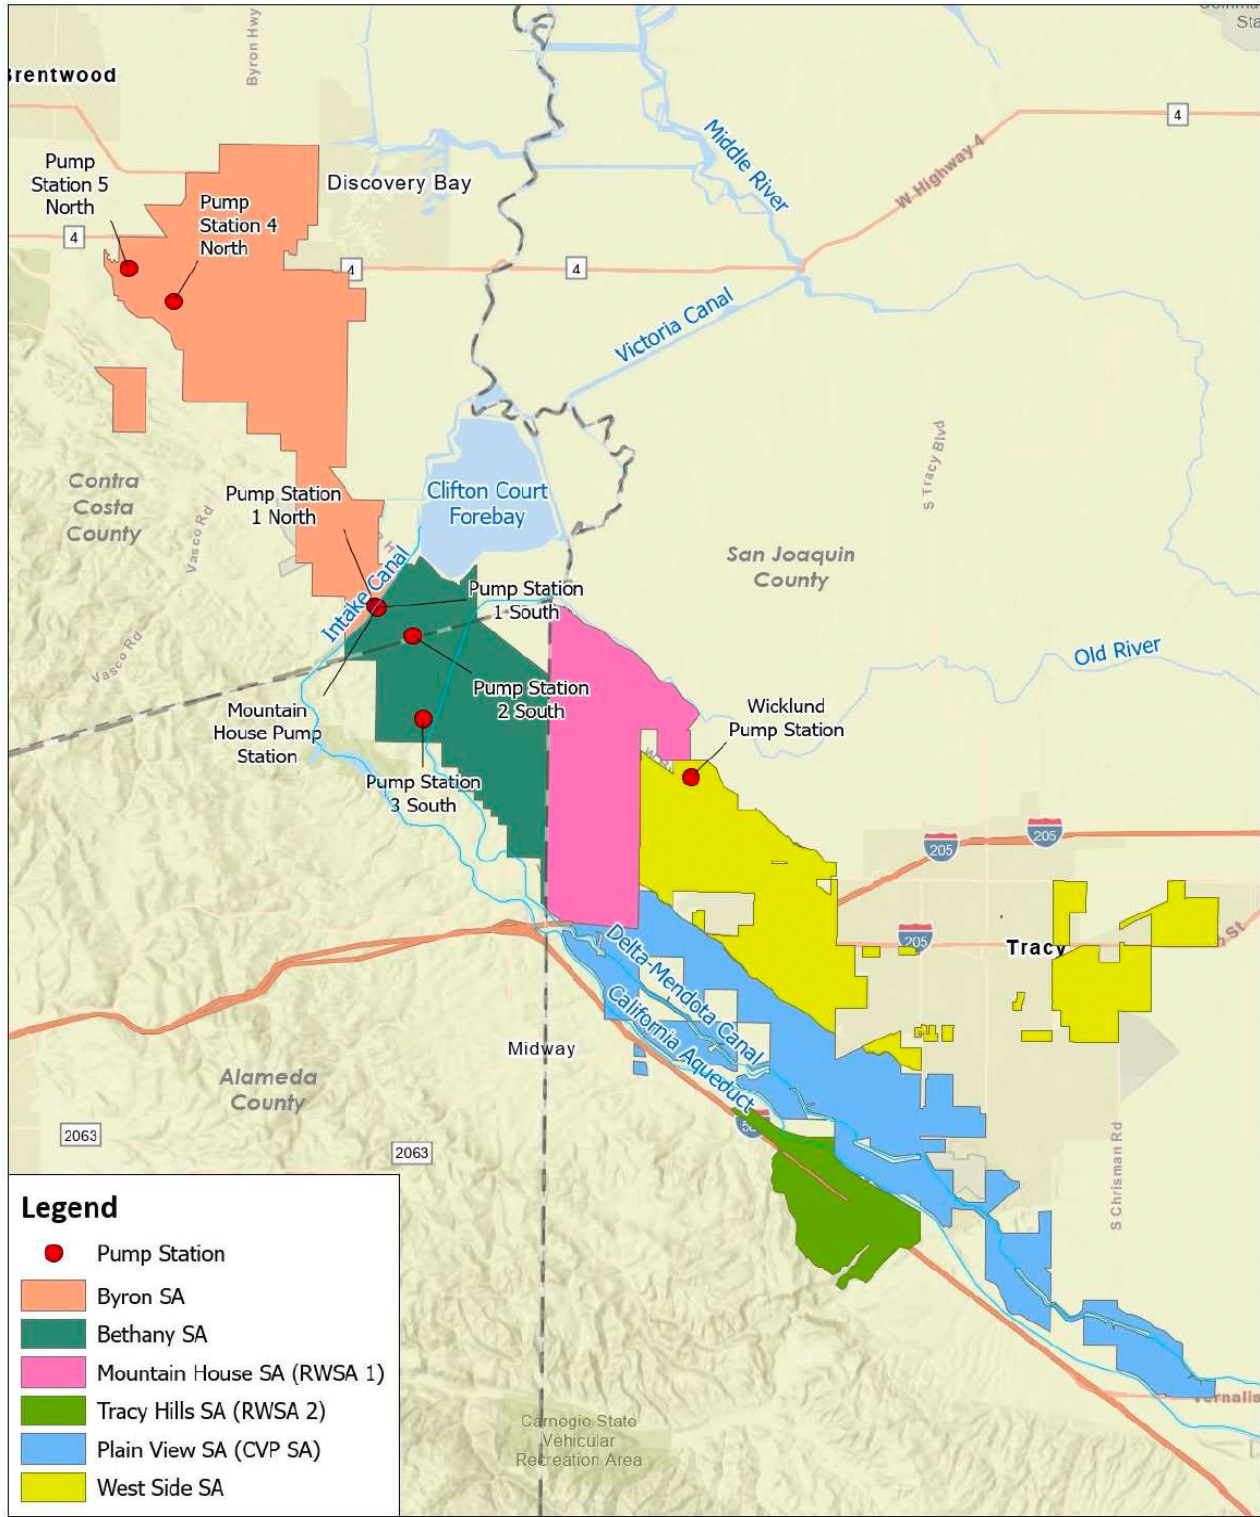 Sta
Brentwood
Byron Hwy
4
Middle River
W Highway 4
Pump
Station 5
North
Discovery Bay
Pump
Station 4
North
4
4
4
Victoria Canal
Contra
Costa
County
Vasco Rd
Pump Station
1 North
Clifton Court
Forebay
S Tracy Blvd
San Joaquin
County
Intake Canal
Pump Station
1 South
Vasco Rd
Old River
Pump Station
2 South
Mountain
House Pump
Station
Wicklund
Pump Station
Pump Station
3 South
205
205
205
Tracy
St
Delta-Mendota Canal
California Aqueduct
Midway
Alameda
County
2063
2063
S Chrisman Rd
Carnegie State
Vehicular
Recreation Area
Vernalis
Legend
Pump Station
Byron SA
Bethany SA
Mountain House SA (RWSA 1)
Tracy Hills SA (RWSA 2)
Plain View SA (CVP SA)
West Side SA